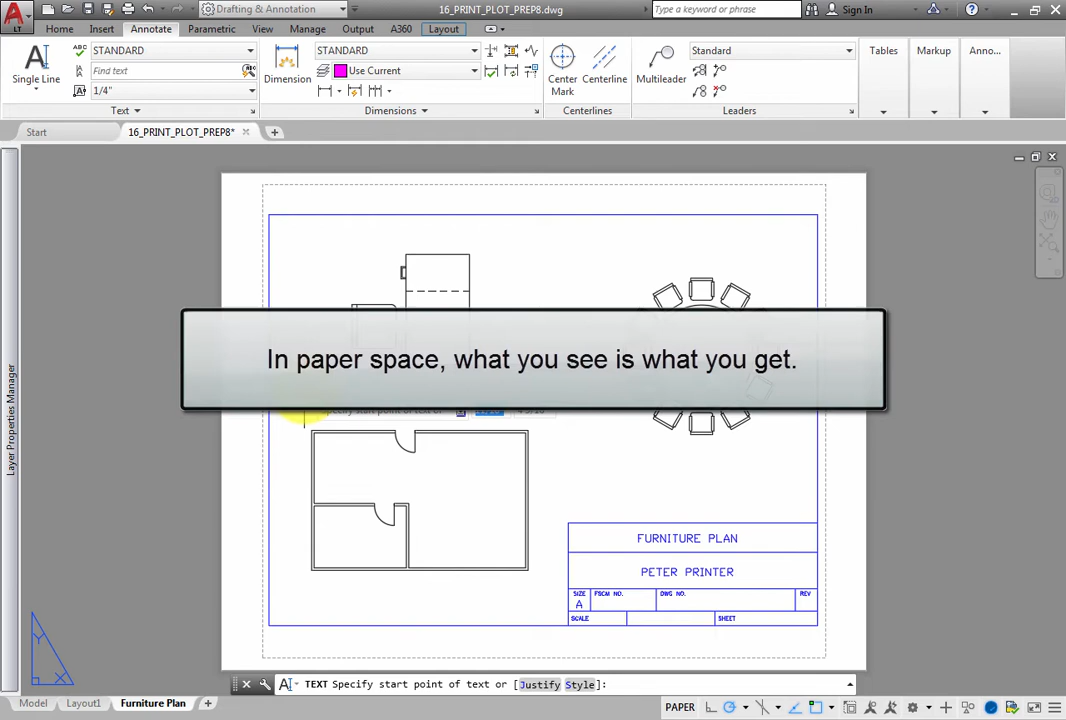 LT
Drafting & Annotation
16_PRINT_PLOT_PREP8.dwg
Type a keyword or phrase
Sign In
Home Insert Annotate Parametric View Manage Output A360 Layout
A
Single Line
ABC
STANDARD
Find text
1/4"
Text
Dimension
STANDARD
Use Current
Dimensions
Center
Mark
Centerline
Centerlines
Multileader
Standard
Leaders
Tables
Markup
Anno...
Start
16_PRINT_PLOT_PREP8*
Layer Properties Manager
In paper space, what you see is what you get.
FURNITURE PLAN
PETER PRINTER
SIZE FSCM NO. DWG NO. REV
A
SCALE SHEET
Y
X
TEXT Specify start point of text or [Justify Style]:
Model Layout1 Furniture Plan
PAPER